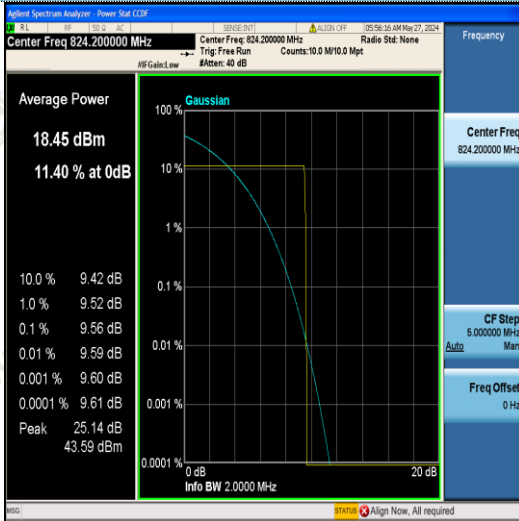 Agilent Spectrum Analyzer - Power Stat CCDF
RL RF 50 Ω AC SENSE:INT ALIGN OFF 05:56:16 AM May 27, 2024
Center Freq 824.200000 MHz
Center Freq: 824.200000 MHz Radio Std: None
Trig: Free Run Counts:10.0 M/10.0 Mpt
#IFGain:Low #Atten: 40 dB
Frequency
Average Power
18.45 dBm
11.40 % at 0dB
10.0 % 9.42 dB
1.0 % 9.52 dB
0.1 % 9.56 dB
0.01 % 9.59 dB
0.001 % 9.60 dB
0.0001 % 9.61 dB
Peak 25.14 dB
43.59 dBm
Gaussian
100 %
10 %
1 %
0.1 %
0.01 %
0.001 %
0.0001 %
0 dB 20 dB
Info BW 2.0000 MHz
Center Freq
824.200000 MHz
CF Step
5.000000 MHz
Auto Man
Freq Offset
0 Hz
MSG STATUS Align Now, All required